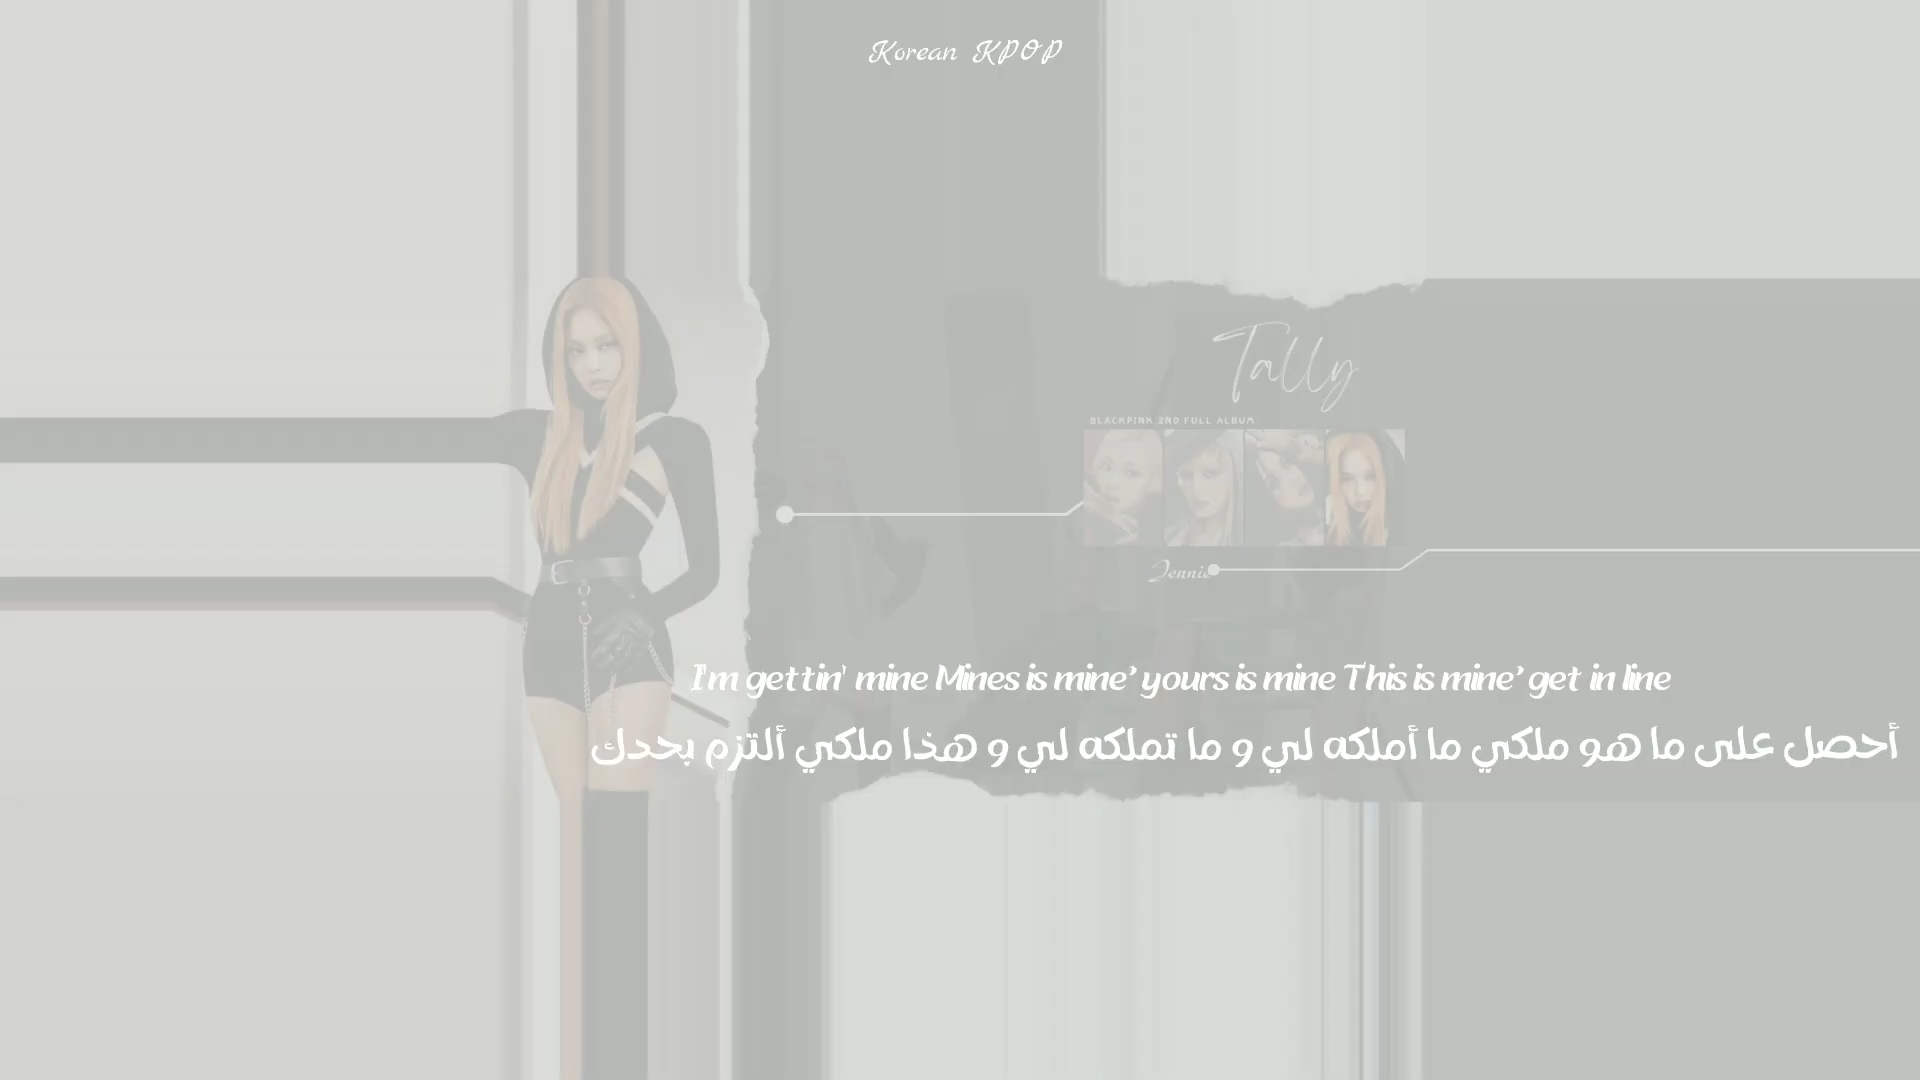 Korean KPOP
Tally
BLACKPINK 2ND FULL ALBUM
Jennie
I'm gettin' mine Mines is mine’ yours is mine This is mine’ get in line
أحصل على ما هو ملكي ما أملكه لي و ما تملكه لي و هذا ملكي ألتزم بحدك